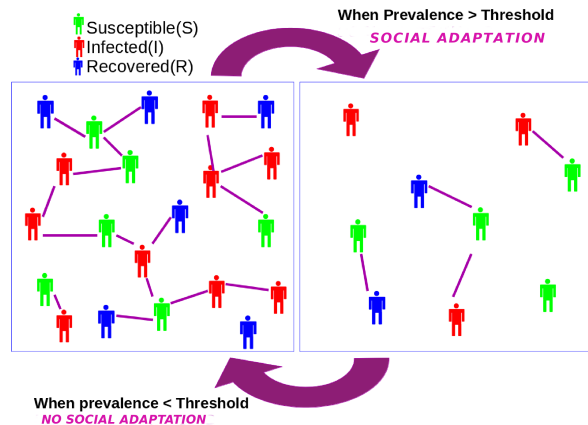 Susceptible(S)
Infected(I)
Recovered(R)
When Prevalence > Threshold
SOCIAL ADAPTATION
When prevalence < Threshold
NO SOCIAL ADAPTATION